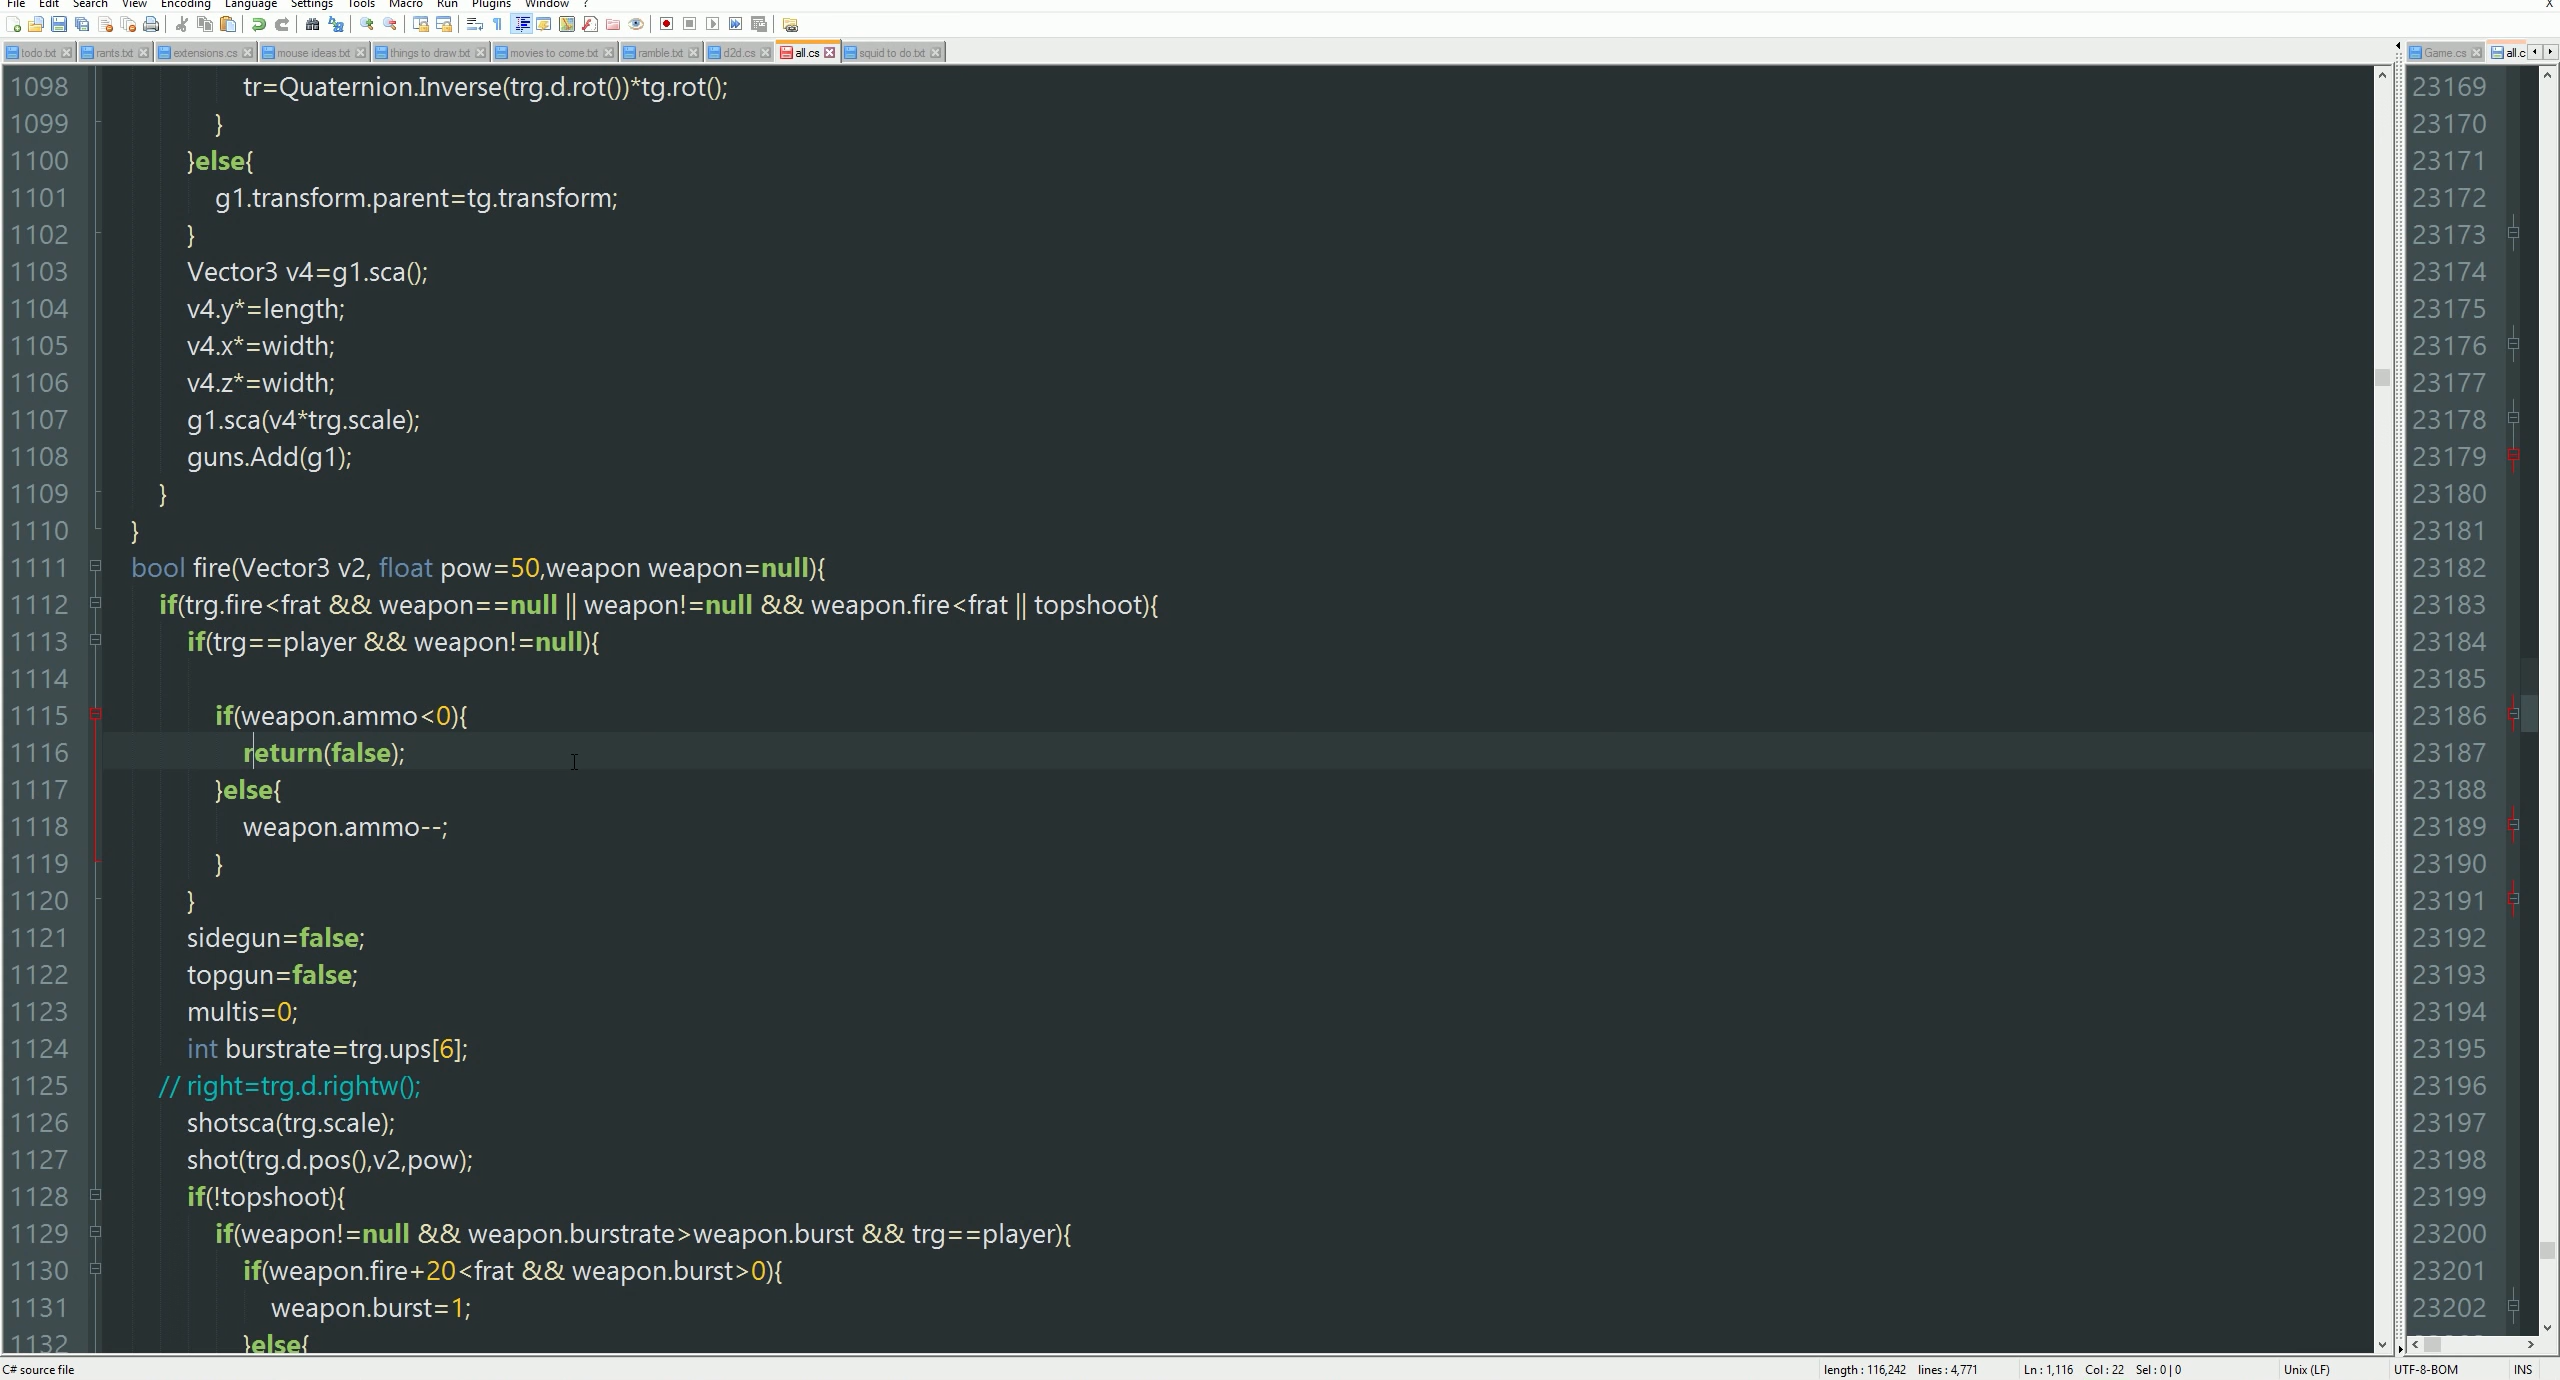 File Edit Search View Encoding Language Settings Tools Macro Run Plugins Window ? X
todo.txt rants.txt extensions.cs mouse ideas.txt things to draw.txt movies to come.txt ramble.txt d2d.cs all.cs squid to do.txt
Game.cs all.c
1098 tr=Quaternion.Inverse(trg.d.rot())*tg.rot();
1099 }
1100 }else{
1101 g1.transform.parent=tg.transform;
1102 }
1103 Vector3 v4=g1.sca();
1104 v4.y*=length;
1105 v4.x*=width;
1106 v4.z*=width;
1107 g1.sca(v4*trg.scale);
1108 guns.Add(g1);
1109 }
1110 }
1111 bool fire(Vector3 v2, float pow=50,weapon weapon=null){
1112 if(trg.fire<frat && weapon==null || weapon!=null && weapon.fire<frat || topshoot){
1113 if(trg==player && weapon!=null){
1114
1115 if(weapon.ammo<0){
1116 return(false);
1117 }else{
1118 weapon.ammo--;
1119 }
1120 }
1121 sidegun=false;
1122 topgun=false;
1123 multis=0;
1124 int burstrate=trg.ups[6];
1125 // right=trg.d.rightw();
1126 shotsca(trg.scale);
1127 shot(trg.d.pos(),v2,pow);
1128 if(!topshoot){
1129 if(weapon!=null && weapon.burstrate>weapon.burst && trg==player){
1130 if(weapon.fire+20<frat && weapon.burst>0){
1131 weapon.burst=1;
1132 }else{
23169
23170
23171
23172
23173
23174
23175
23176
23177
23178
23179
23180
23181
23182
23183
23184
23185
23186
23187
23188
23189
23190
23191
23192
23193
23194
23195
23196
23197
23198
23199
23200
23201
23202
C# source file length : 116,242 lines : 4,771 Ln : 1,116 Col : 22 Sel : 0 | 0 Unix (LF) UTF-8-BOM INS